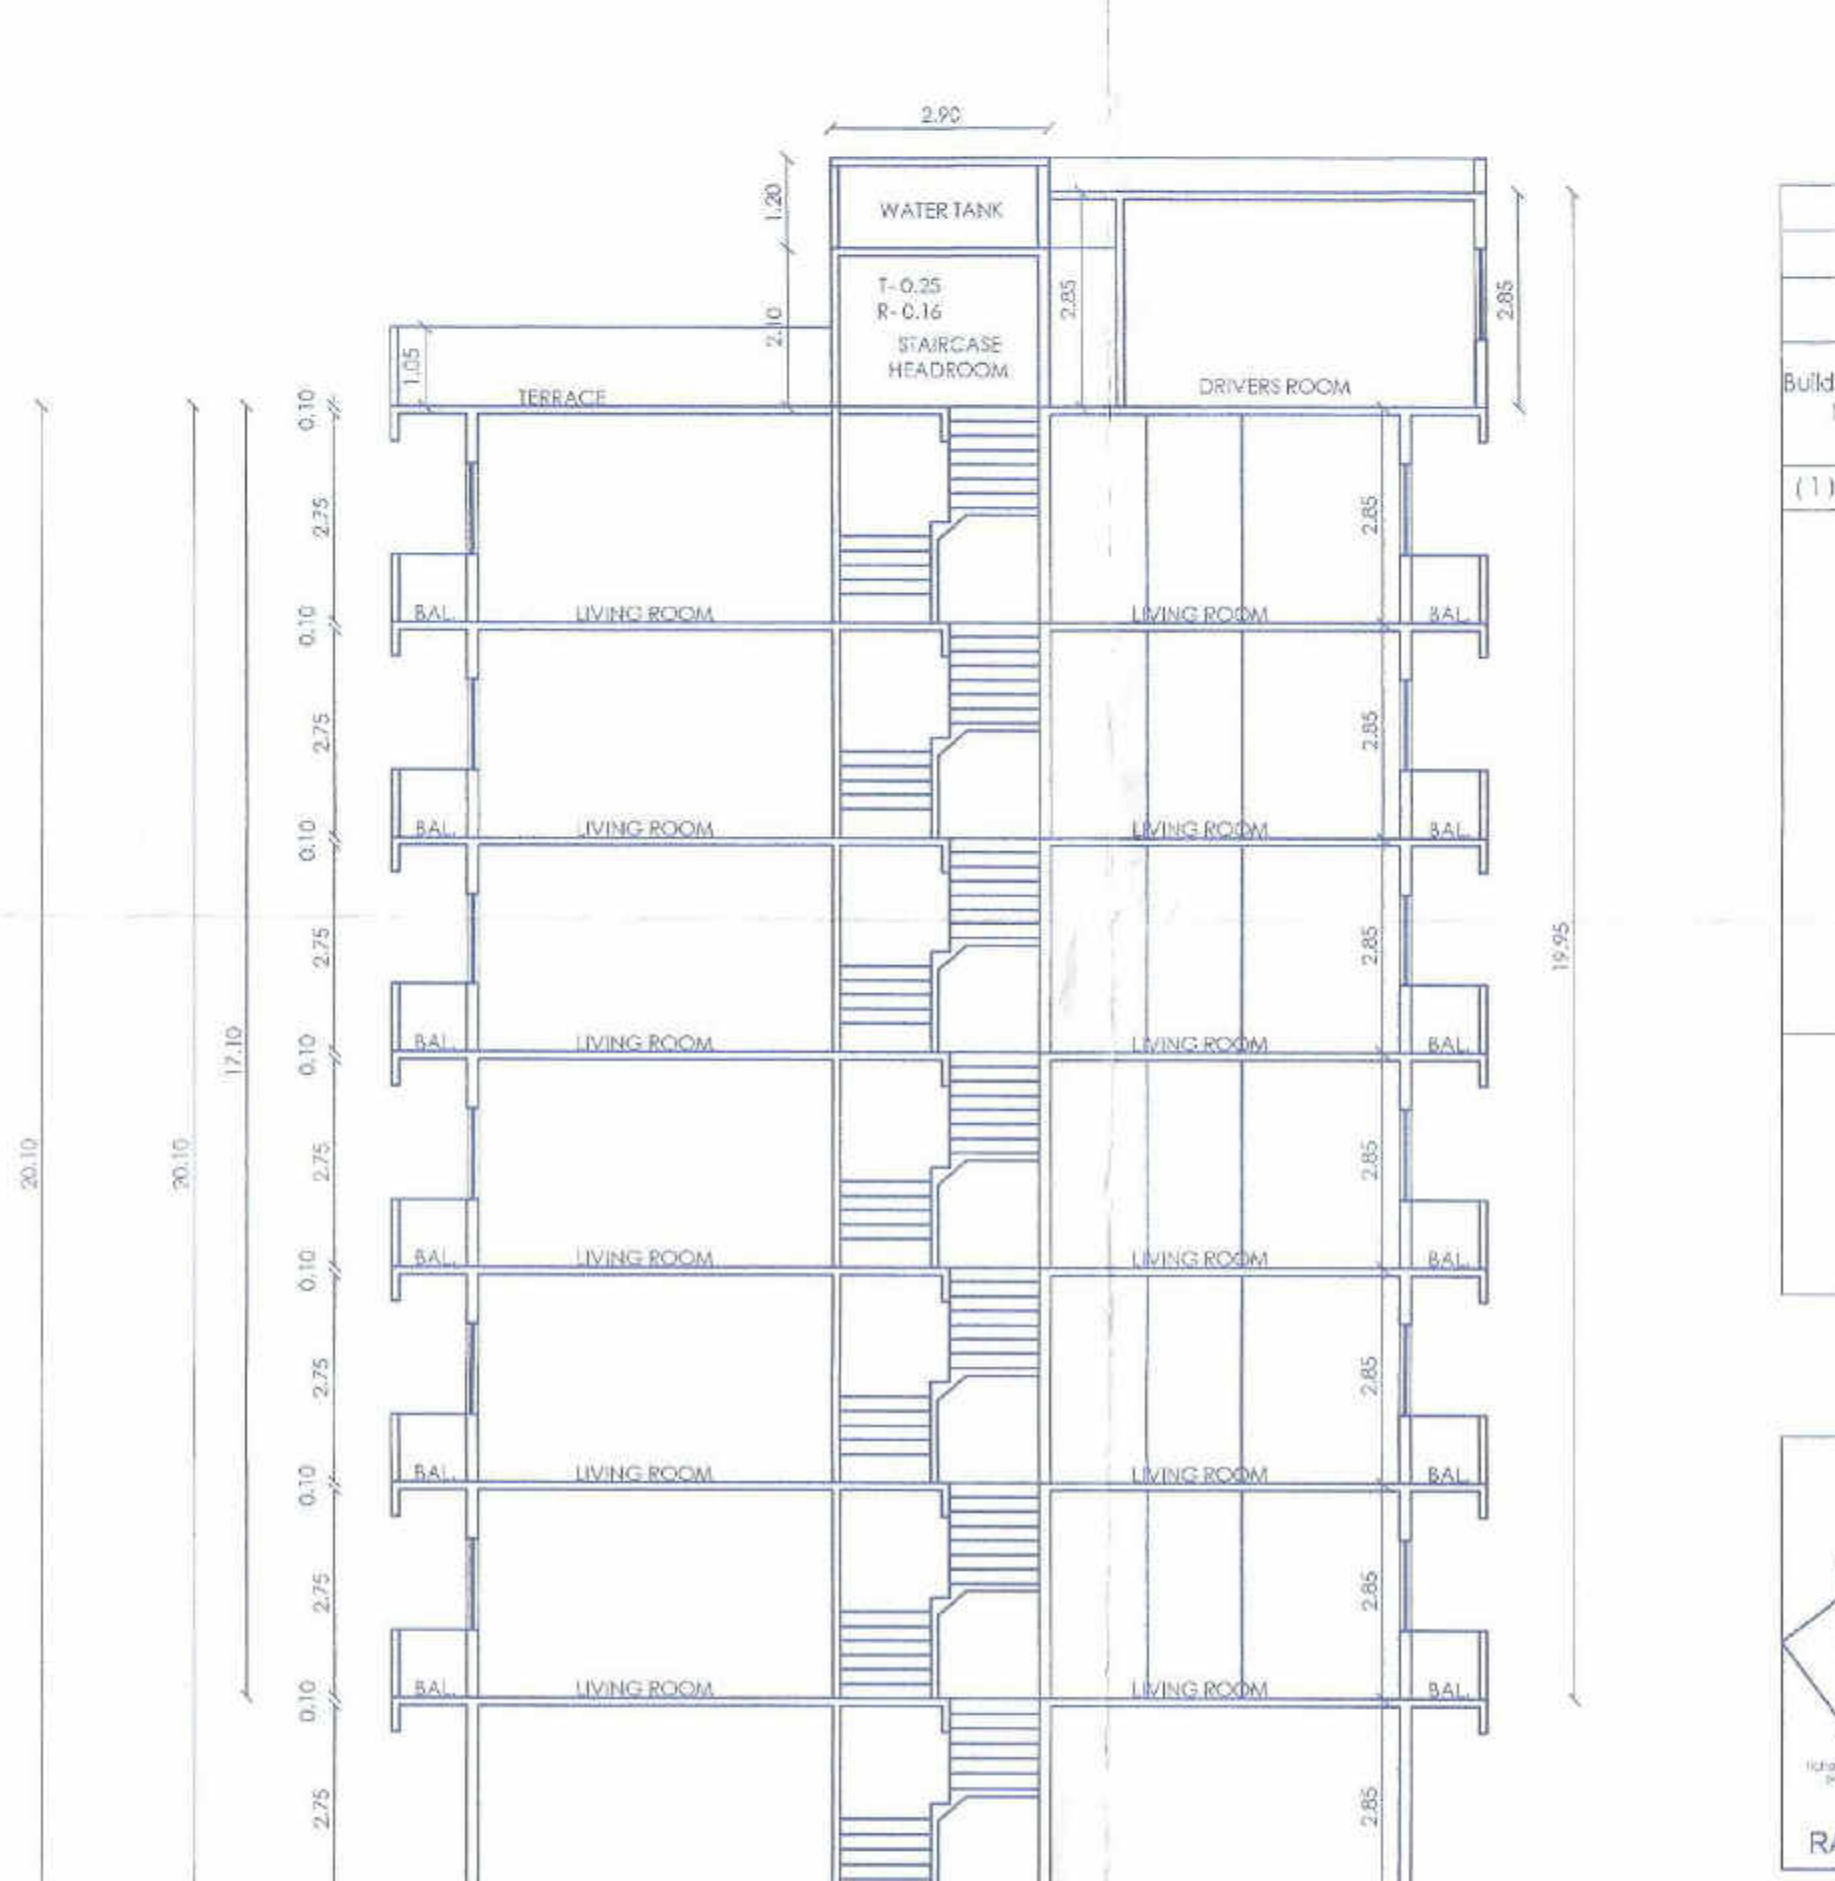 2.90
1.20
WATER TANK
T- 0.25
R- 0.16
2.10
STAIRCASE
HEADROOM
2.85
2.85
1.05
TERRACE
DRIVERS ROOM
Build
0.10
2.75
2.85
(1)
0.10
BAL.
LIVING ROOM
LIVING ROOM
BAL.
2.75
2.85
0.10
BAL.
LIVING ROOM
LIVING ROOM
BAL.
2.75
2.85
19.95
0.10
BAL.
LIVING ROOM
LIVING ROOM
BAL.
17.10
20.10
20.10
2.75
2.85
0.10
BAL.
LIVING ROOM
LIVING ROOM
BAL.
2.75
2.85
0.10
BAL.
LIVING ROOM
LIVING ROOM
BAL.
2.75
2.85
0.10
BAL.
LIVING ROOM
LIVING ROOM
BAL.
2.75
2.85
RA